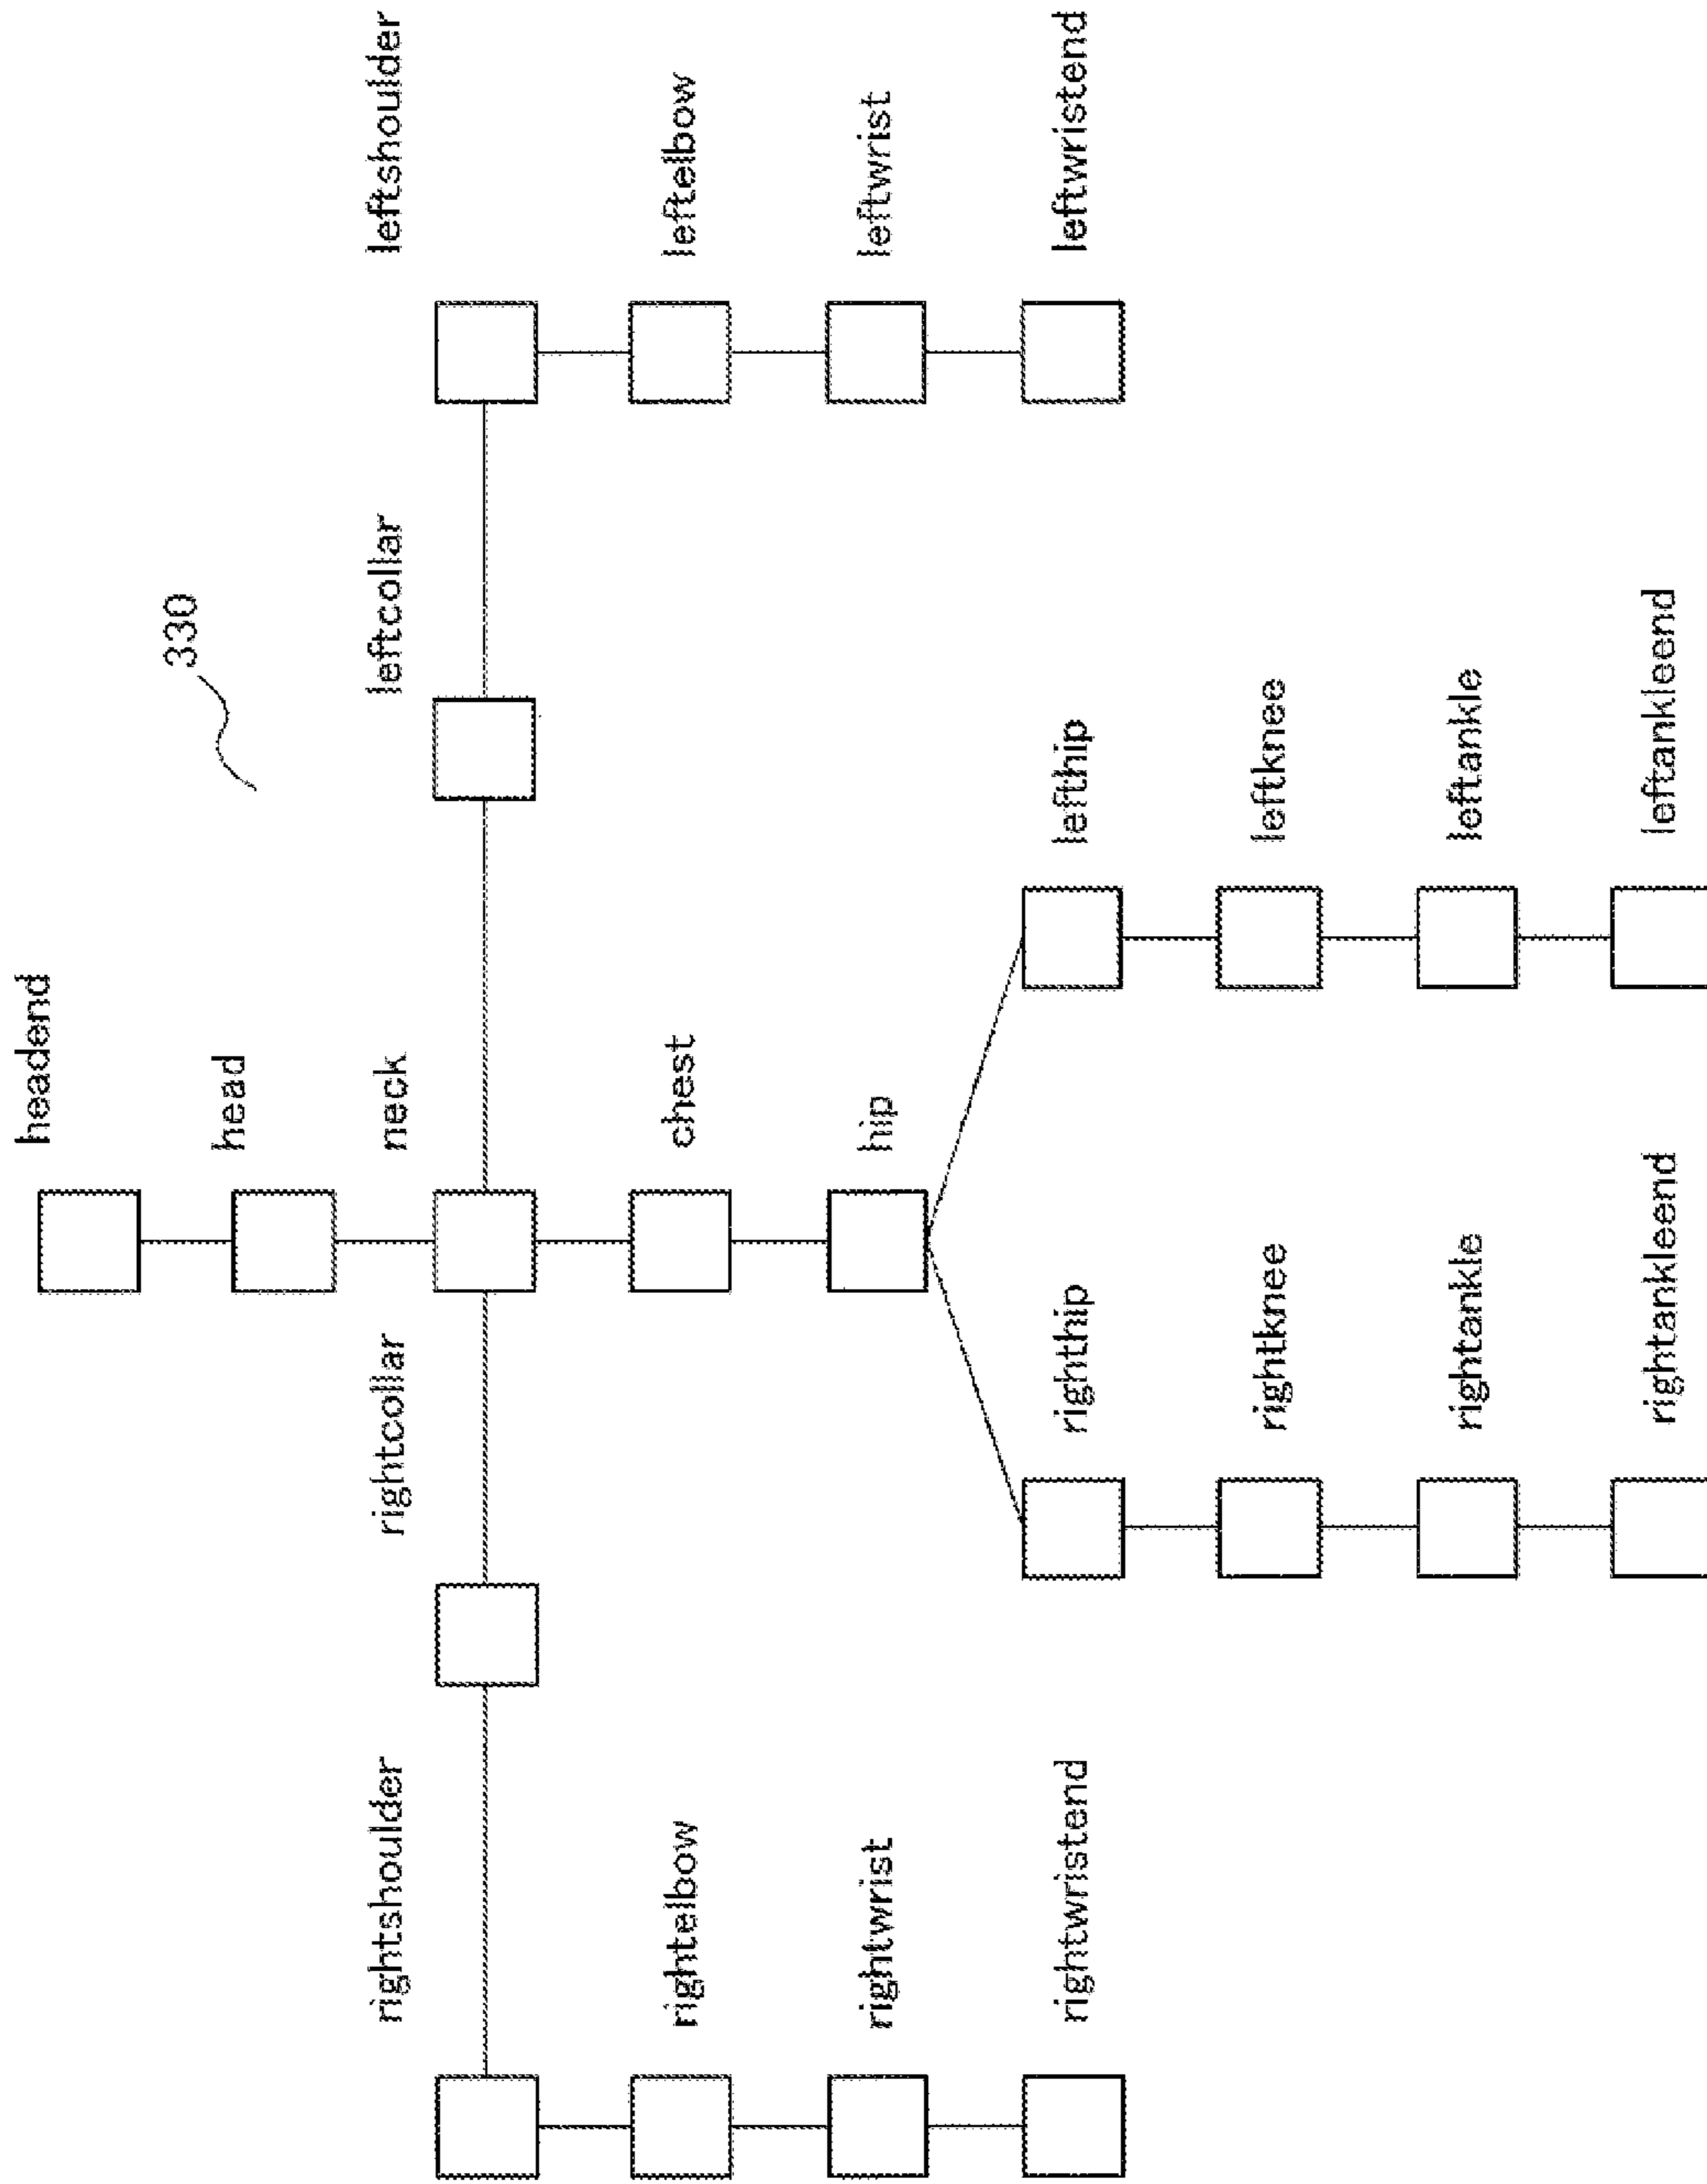 330
headend
head
neck
rightshoulder
rightcollar
leftcollar
leftshoulder
rightelbow
chest
leftelbow
rightwrist
hip
leftwrist
rightwristend
righthip
lefthip
leftwristend
rightknee
leftknee
rightankle
leftankle
rightankleend
leftankleend